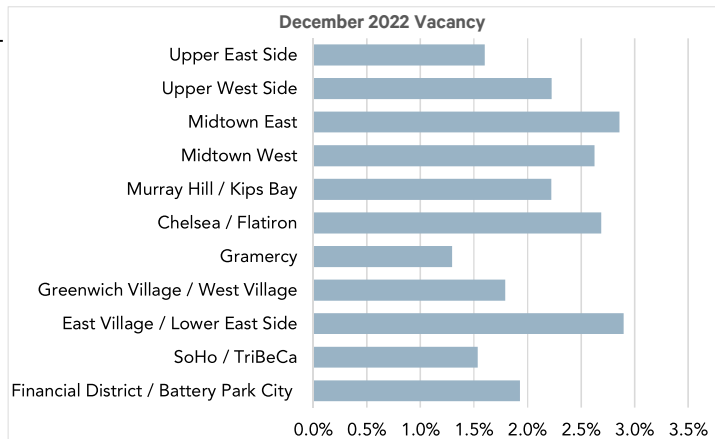 December 2022 Vacancy
Upper East Side
Upper West Side
Midtown East
Midtown West
Murray Hill / Kips Bay
Chelsea / Flatiron
Gramercy
Greenwich Village / West Village
East Village / Lower East Side
SoHo / TriBeCa
Financial District / Battery Park City
0.0% 0.5% 1.0% 1.5% 2.0% 2.5% 3.0% 3.5%